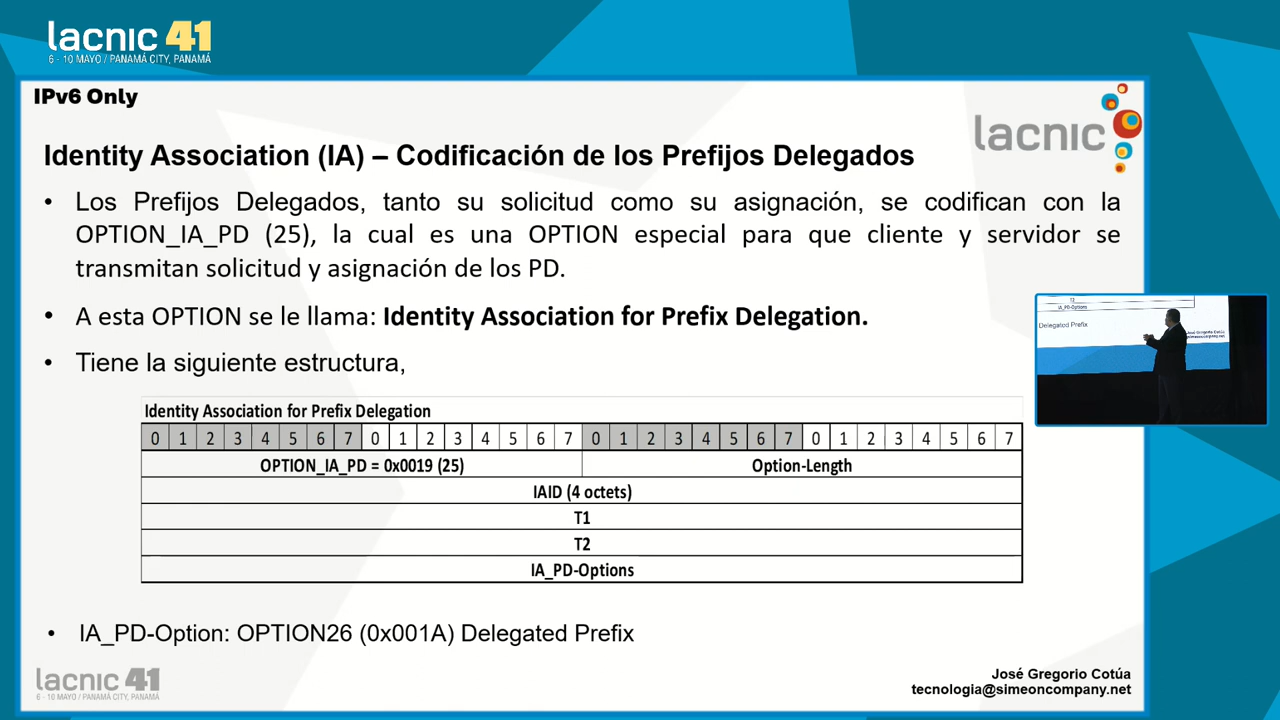 lacnic 41
6 - 10 MAYO / PANAMÁ CITY, PANAMÁ
IPv6 Only
lacnic
Identity Association (IA) – Codificación de los Prefijos Delegados
• Los Prefijos Delegados, tanto su solicitud como su asignación, se codifican con la
OPTION_IA_PD (25), la cual es una OPTION especial para que cliente y servidor se
transmitan solicitud y asignación de los PD.
• A esta OPTION se le llama: Identity Association for Prefix Delegation.
• Tiene la siguiente estructura,
Identity Association for Prefix Delegation
0 1 2 3 4 5 6 7 0 1 2 3 4 5 6 7 0 1 2 3 4 5 6 7 0 1 2 3 4 5 6 7
OPTION_IA_PD = 0x0019 (25) Option-Length
IAID (4 octets)
T1
T2
IA_PD-Options
T2
IA_PD-Options
Delegated Prefix
José Gregorio Cotúa
• IA_PD-Option: OPTION26 (0x001A) Delegated Prefix
lacnic 41
6 - 10 MAYO / PANAMÁ CITY, PANAMÁ
José Gregorio Cotúa
tecnologia@simeoncompany.net